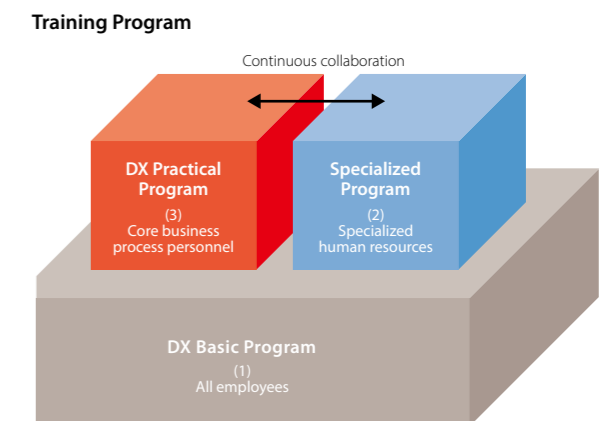 Training Program
Continuous collaboration
DX Practical
Program
(3)
Core business
process personnel
Specialized
Program
(2)
Specialized
human resources
DX Basic Program
(1)
All employees